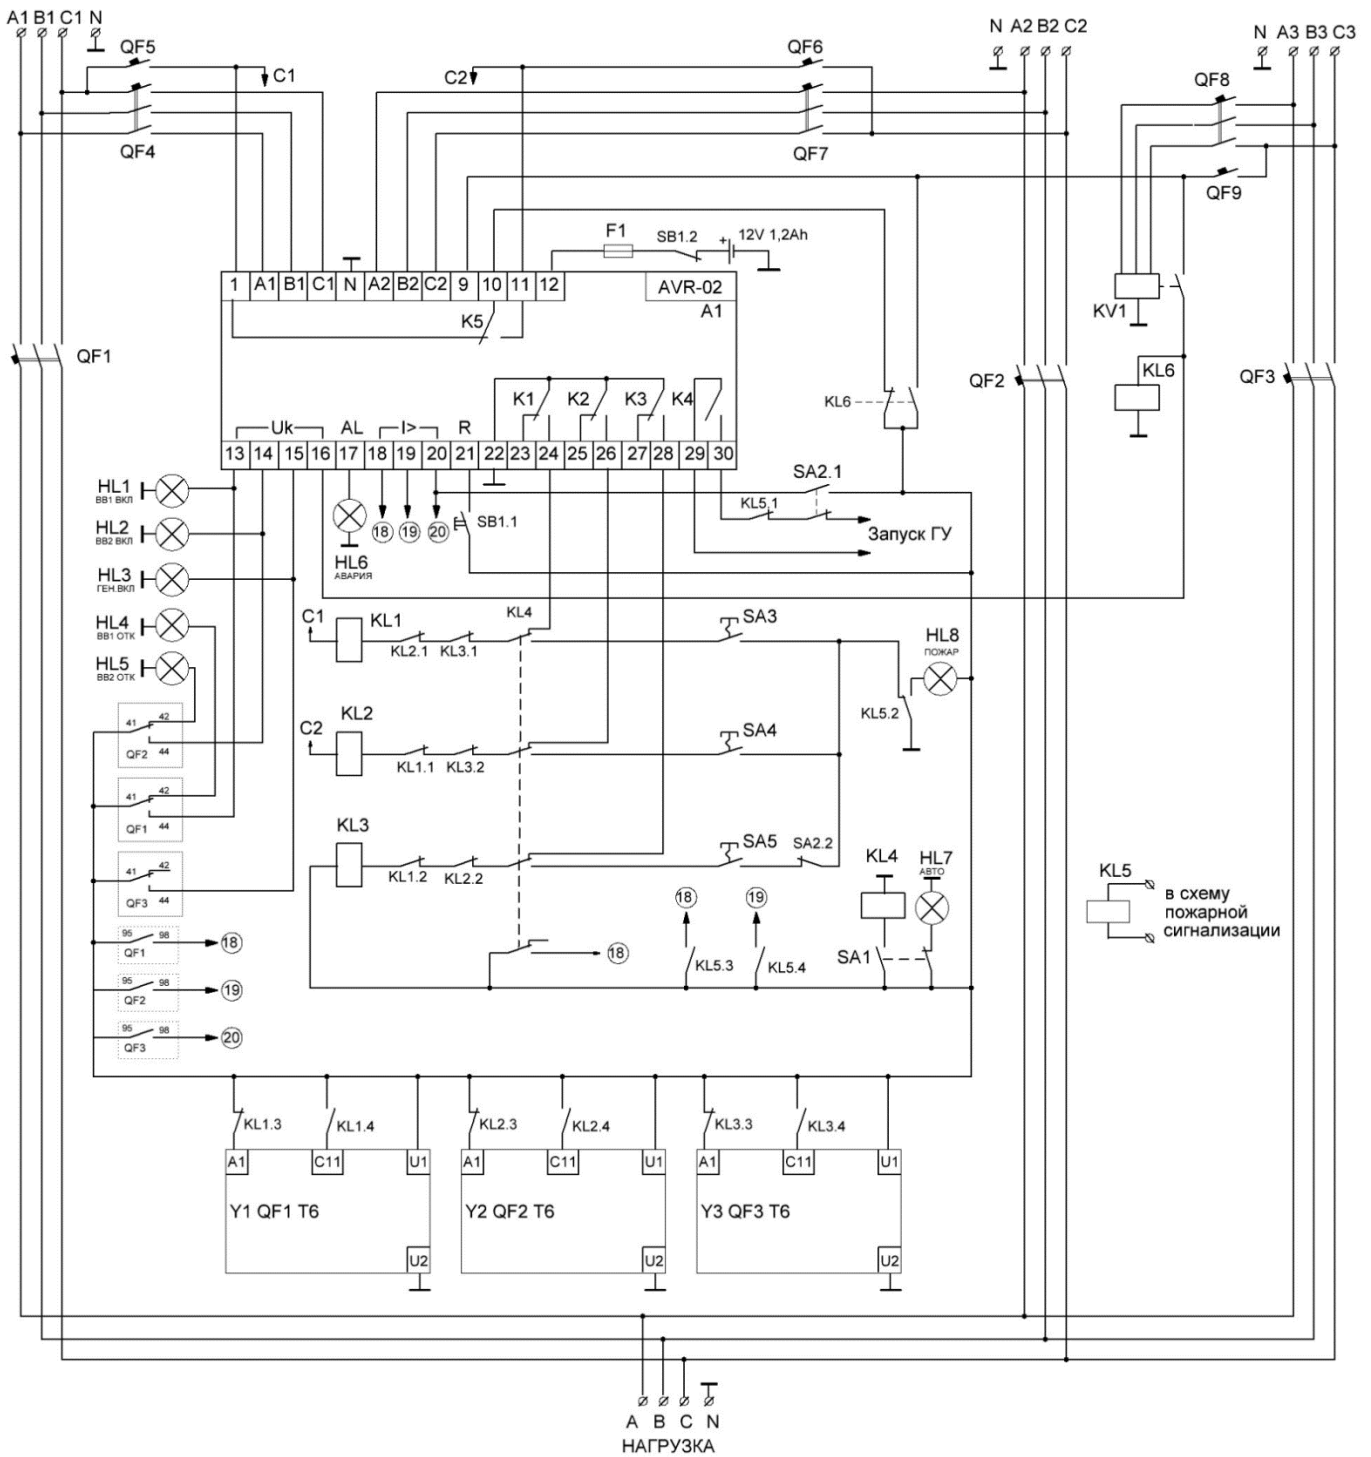 A1 B1 C1 N
N A2 B2 C2
N A3 B3 C3
QF5
C1
C2
QF6
QF8
QF4
QF7
QF9
F1
SB1.2
+
12V 1,2Ah
1 A1 B1 C1 N A2 B2 C2 9 10 11 12
AVR-02
A1
K5
KV1
QF1
QF2
KL6
QF3
K1 K2 K3 K4
KL6
Uk AL I> R
13 14 15 16 17 18 19 20 21 22 23 24 25 26 27 28 29 30
HL1
ВВ1 ВКЛ
SA2.1
KL5.1
HL2
ВВ2 ВКЛ
18 19 20
SB1.1
Запуск ГУ
HL6
АВАРИЯ
HL3
ГЕН.ВКЛ
HL4
ВВ1 ОТК
C1
KL1
KL4
SA3
HL8
ПОЖАР
KL2.1 KL3.1
HL5
ВВ2 ОТК
41 42
44
QF2
C2
KL2
KL5.2
SA4
KL1.1 KL3.2
41 42
44
QF1
KL3
SA5
SA2.2
KL1.2 KL2.2
41 42
44
QF3
KL4
HL7
АВТО
KL5
в схему
пожарной
сигнализации
18
19
95 98
QF1
18
18
KL5.3
KL5.4
SA1
95 98
QF2
19
95 98
QF3
20
KL1.3 KL1.4
KL2.3 KL2.4
KL3.3 KL3.4
A1 C11 U1
A1 C11 U1
A1 C11 U1
Y1 QF1 T6
Y2 QF2 T6
Y3 QF3 T6
U2
U2
U2
A B C N
НАГРУЗКА